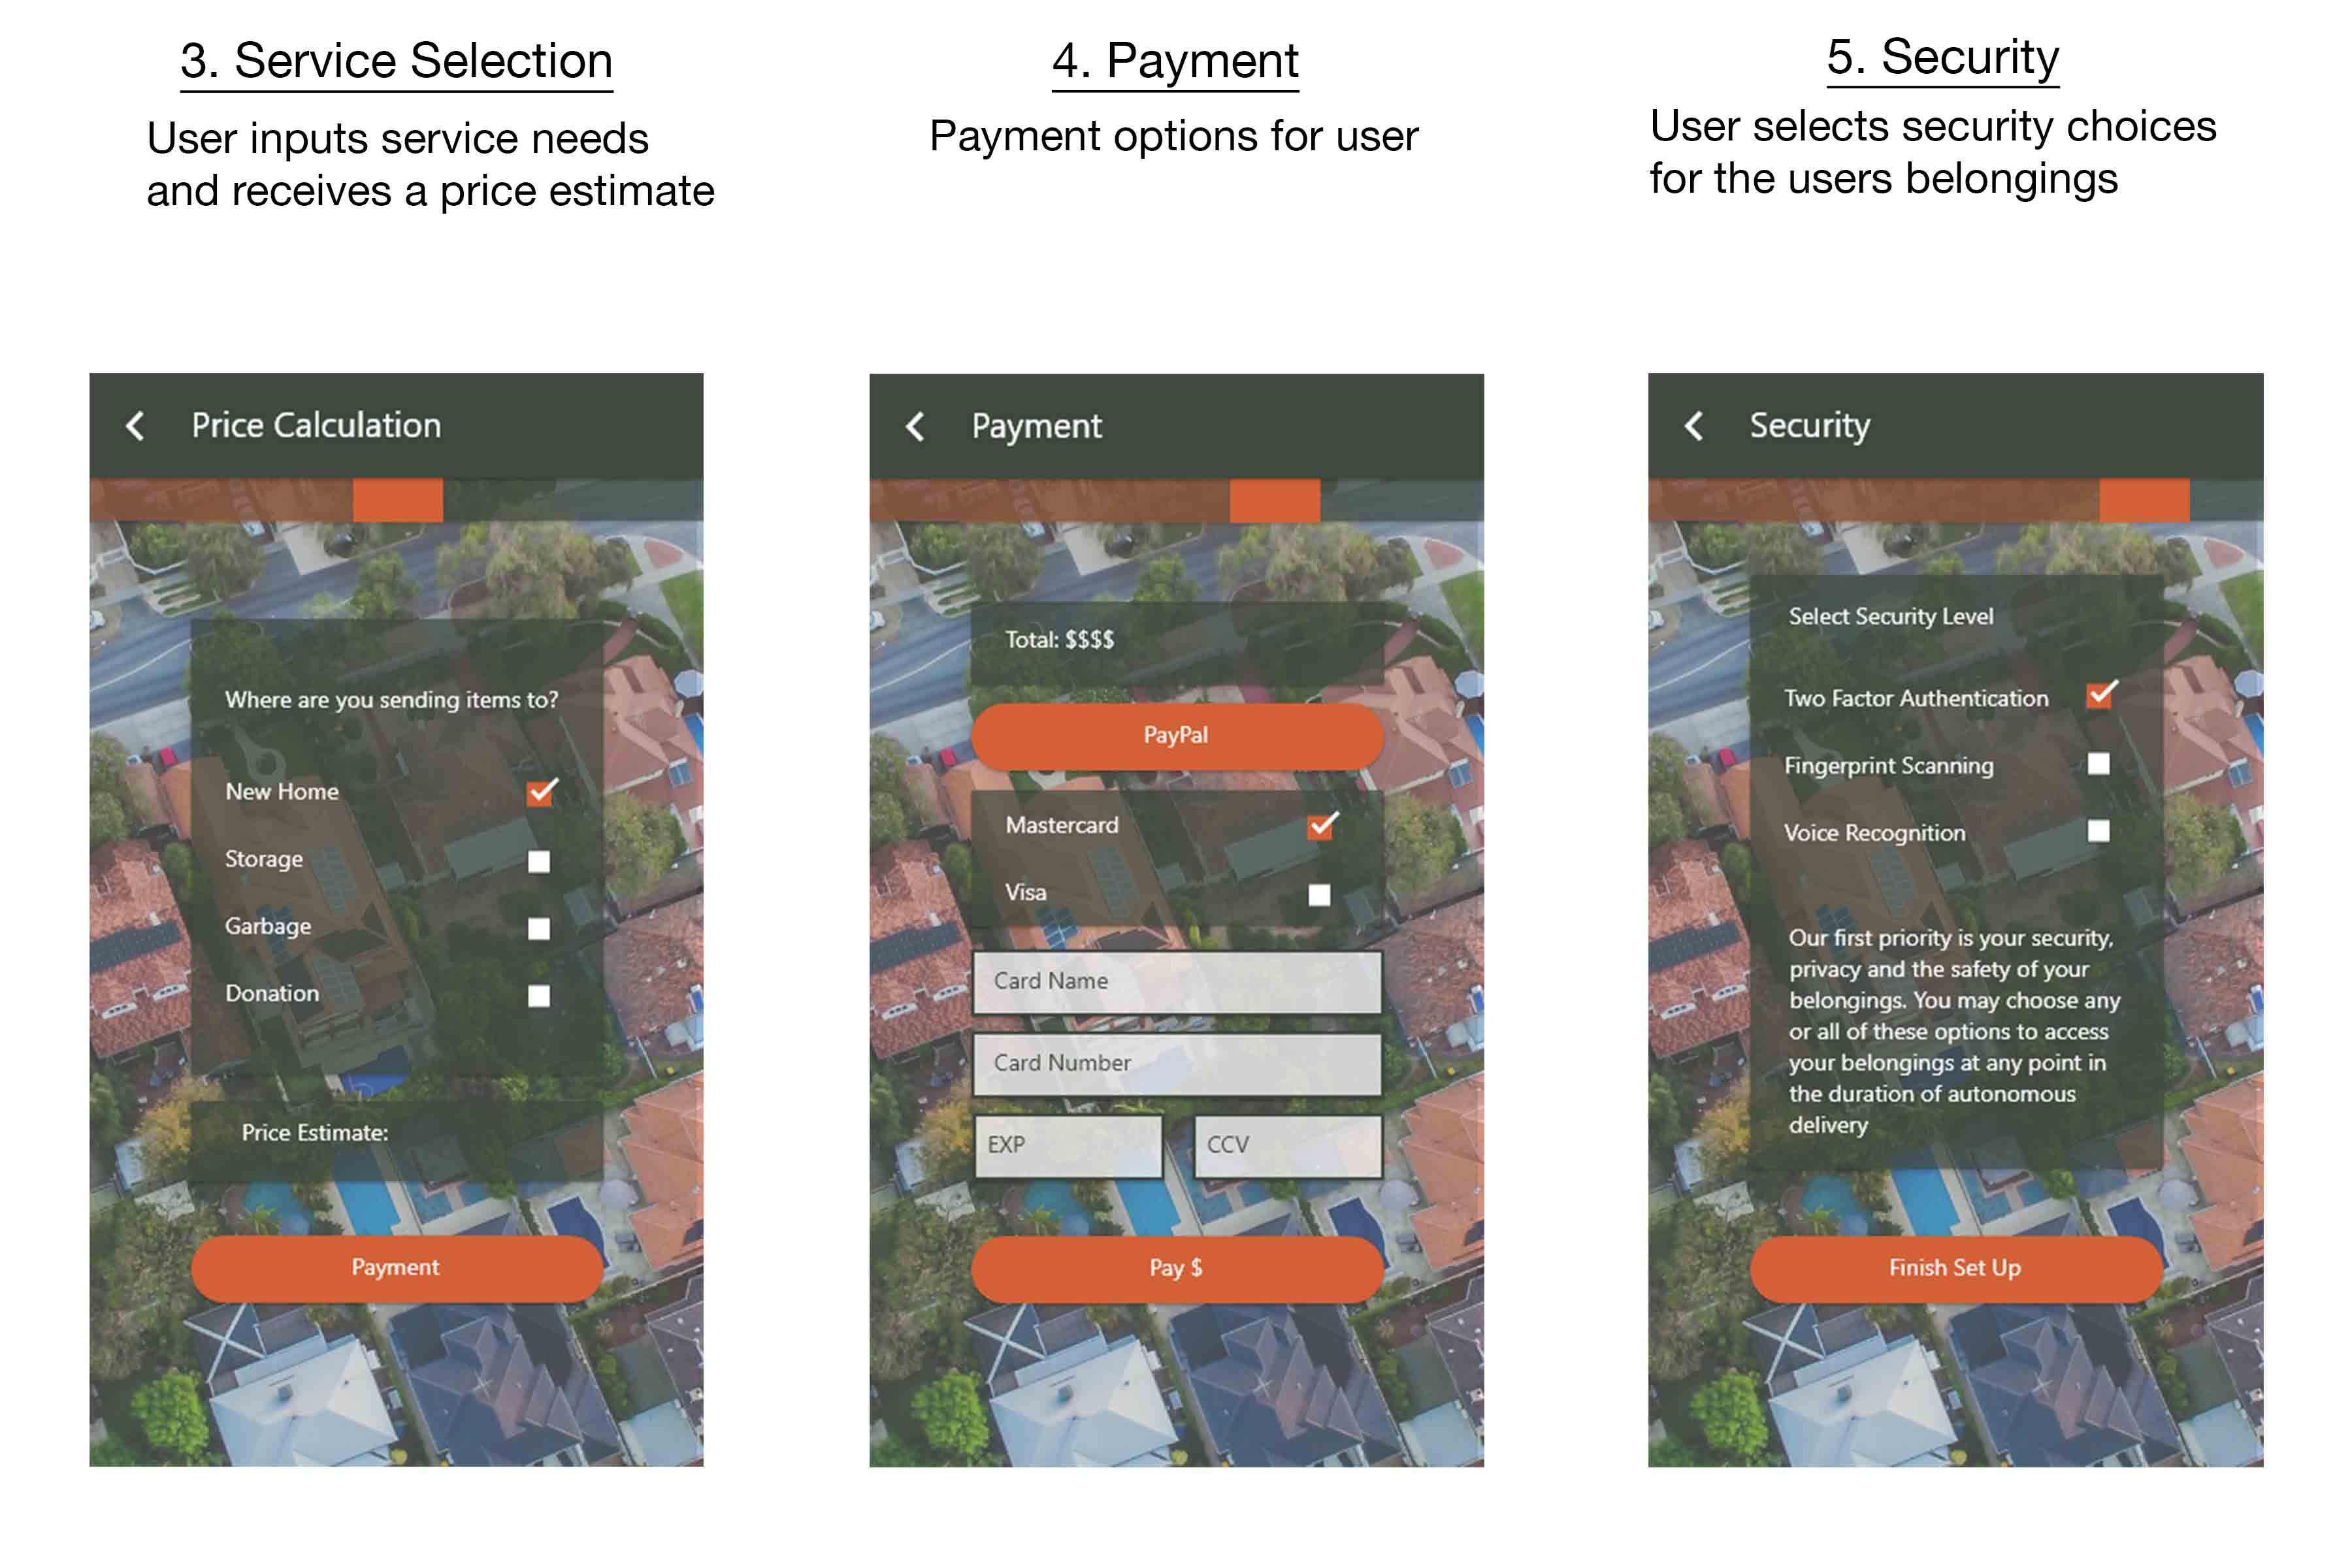 3. Service Selection
User inputs service needs
and receives a price estimate
Price Calculation
Where are you sending items to?
New Home
Storage
Garbage
Donation
Price Estimate:
Payment
4. Payment
Payment options for user
Payment
Total: $$$$
PayPal
Mastercard
Visa
Card Name
Card Number
EXP
CCV
Pay $
5. Security
User selects security choices
for the users belongings
Security
Select Security Level
Two Factor Authentication
Fingerprint Scanning
Voice Recognition
Our first priority is your security,
privacy and the safety of your
belongings. You may choose any
or all of these options to access
your belongings at any point in
the duration of autonomous
delivery
Finish Set Up